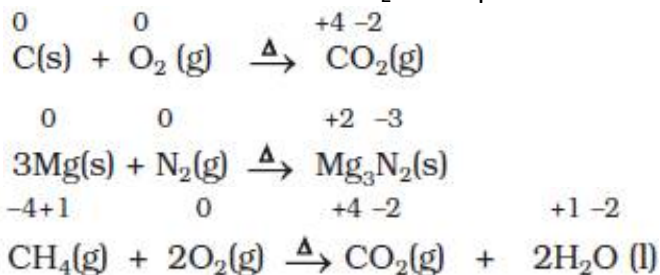 0 0 +4 –2
C(s) + O₂ (g) Δ→ CO₂(g)
0 0 +2 –3
3Mg(s) + N₂(g) Δ→ Mg₃N₂(s)
–4+1 0 +4 –2 +1 –2
CH₄(g) + 2O₂(g) Δ→ CO₂(g) + 2H₂O (l)